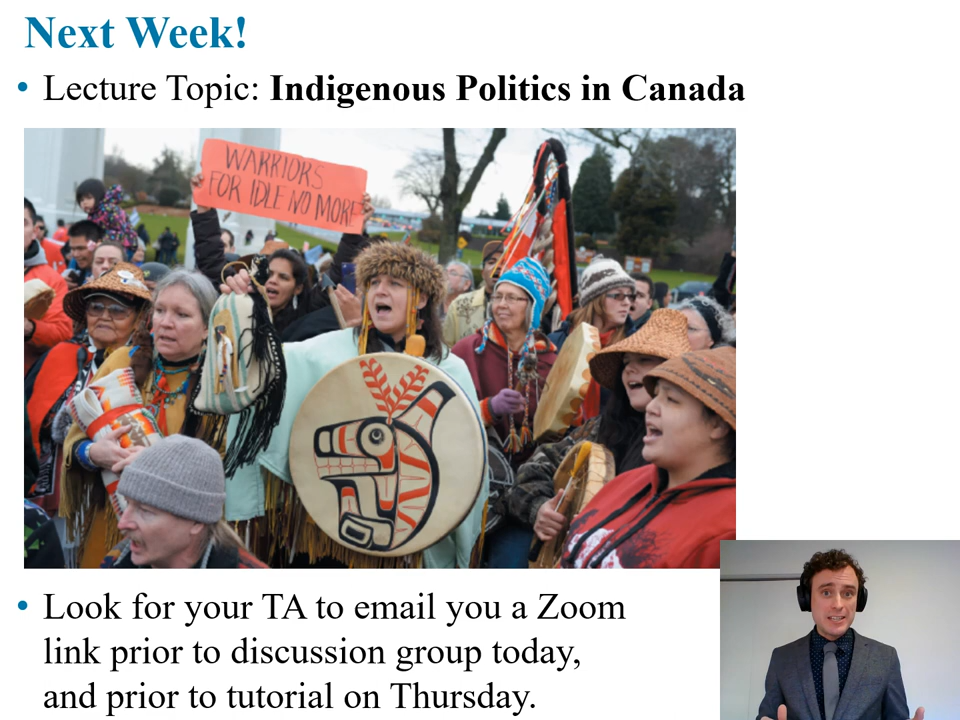 Next Week!
• Lecture Topic: Indigenous Politics in Canada
WARRIORS
FOR IDLE NO MORE
• Look for your TA to email you a Zoom
link prior to discussion group today,
and prior to tutorial on Thursday.